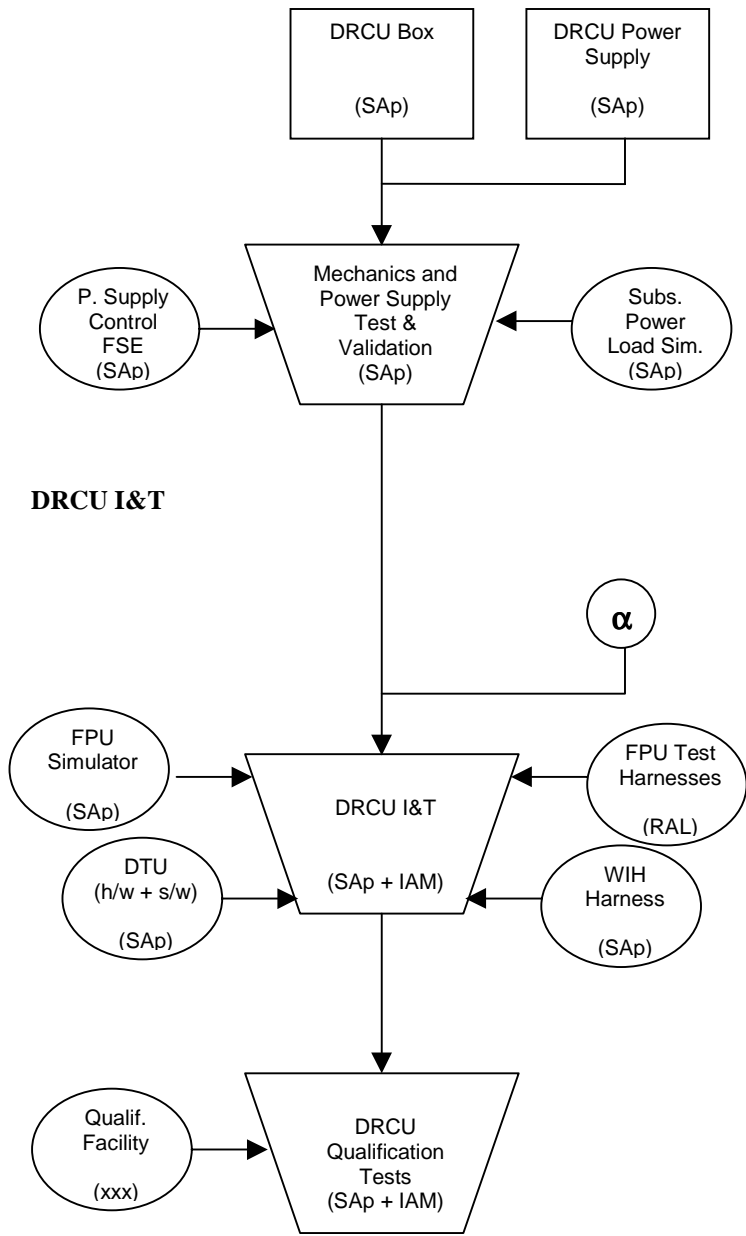 DRCU Box
(SAp)
DRCU Power
Supply
(SAp)
P. Supply
Control
FSE
(SAp)
Mechanics and
Power Supply
Test &
Validation
(SAp)
Subs.
Power
Load Sim.
(SAp)
DRCU I&T
α
FPU
Simulator
(SAp)
DRCU I&T
(SAp + IAM)
FPU Test
Harnesses
(RAL)
DTU
(h/w + s/w)
(SAp)
WIH
Harness
(SAp)
Qualif.
Facility
(xxx)
DRCU
Qualification
Tests
(SAp + IAM)